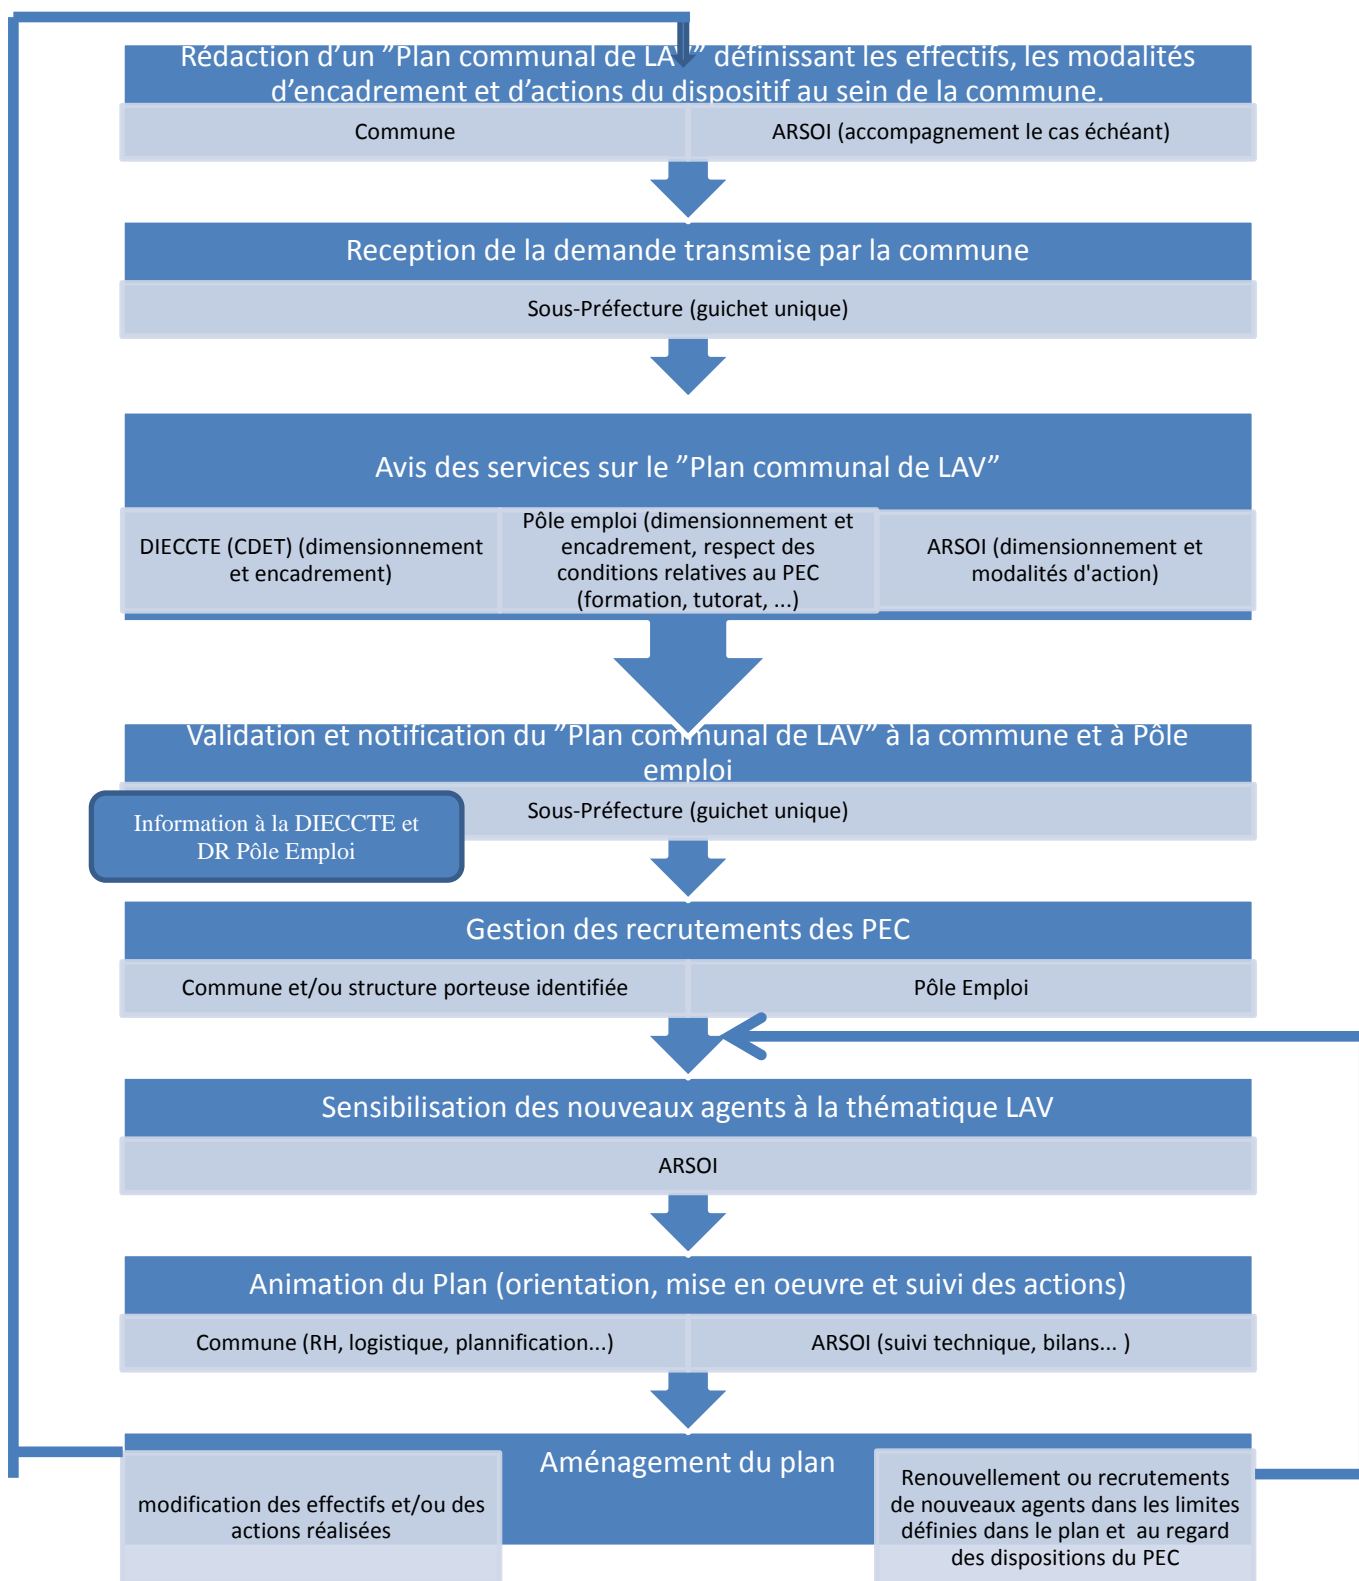 Rédaction d’un ”Plan communal de LAV” définissant les effectifs, les modalités
d’encadrement et d’actions du dispositif au sein de la commune.
Commune
ARSOI (accompagnement le cas échéant)
Reception de la demande transmise par la commune
Sous-Préfecture (guichet unique)
Avis des services sur le ”Plan communal de LAV”
DIECCTE (CDET) (dimensionnement
et encadrement)
Pôle emploi (dimensionnement et
encadrement, respect des
conditions relatives au PEC
(formation, tutorat, ...)
ARSOI (dimensionnement et
modalités d'action)
Validation et notification du ”Plan communal de LAV” à la commune et à Pôle
emploi
Sous-Préfecture (guichet unique)
Information à la DIECCTE et
DR Pôle Emploi
Gestion des recrutements des PEC
Commune et/ou structure porteuse identifiée
Pôle Emploi
Sensibilisation des nouveaux agents à la thématique LAV
ARSOI
Animation du Plan (orientation, mise en oeuvre et suivi des actions)
Commune (RH, logistique, plannification...)
ARSOI (suivi technique, bilans... )
Aménagement du plan
modification des effectifs et/ou des
actions réalisées
Renouvellement ou recrutements
de nouveaux agents dans les limites
définies dans le plan et au regard
des dispositions du PEC